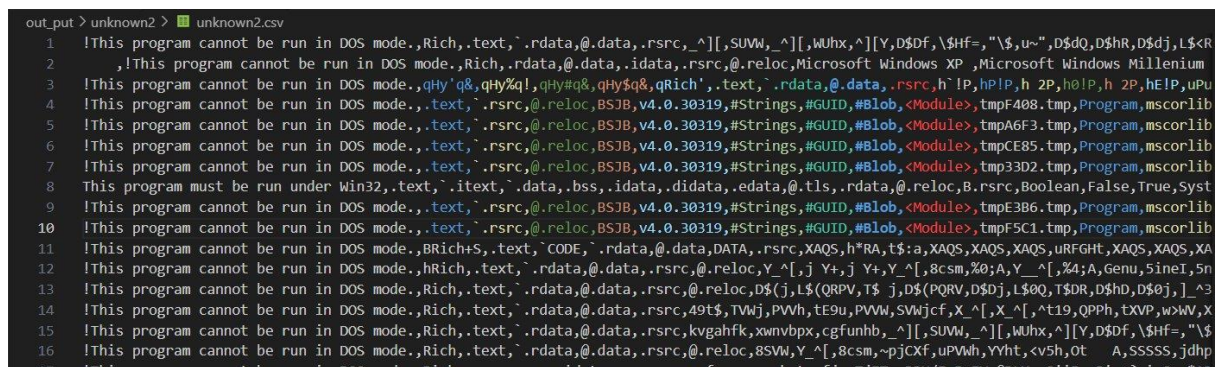 out_put > unknown2 > unknown2.csv
1 !This program cannot be run in DOS mode.,Rich,.text,`.rdata,@.data,.rsrc,_^][,SUVW,_^][,WUhx,^][Y,D$Df,\$Hf=,"\$,u~",D$dQ,D$hR,D$dj,L$<R
2 ,!This program cannot be run in DOS mode.,Rich,.rdata,@.data,.idata,.rsrc,@.reloc,Microsoft Windows XP ,Microsoft Windows Millenium
3 !This program cannot be run in DOS mode.,qHy'q&,qHy%q!,qHy#q&,qHy$q&,qRich',.text,`.rdata,@.data,.rsrc,h`!P,hP!P,h 2P,h0!P,h 2P,hE!P,uPu
4 !This program cannot be run in DOS mode.,.text,`.rsrc,@.reloc,BSJB,v4.0.30319,#Strings,#GUID,#Blob,<Module>,tmpF408.tmp,Program,mscorlib
5 !This program cannot be run in DOS mode.,.text,`.rsrc,@.reloc,BSJB,v4.0.30319,#Strings,#GUID,#Blob,<Module>,tmpA6F3.tmp,Program,mscorlib
6 !This program cannot be run in DOS mode.,.text,`.rsrc,@.reloc,BSJB,v4.0.30319,#Strings,#GUID,#Blob,<Module>,tmpCE85.tmp,Program,mscorlib
7 !This program cannot be run in DOS mode.,.text,`.rsrc,@.reloc,BSJB,v4.0.30319,#Strings,#GUID,#Blob,<Module>,tmp33D2.tmp,Program,mscorlib
8 This program must be run under Win32,.text,`.itext,`.data,.bss,.idata,.didata,.edata,@.tls,.rdata,@.reloc,B.rsrc,Boolean,False,True,Syst
9 !This program cannot be run in DOS mode.,.text,`.rsrc,@.reloc,BSJB,v4.0.30319,#Strings,#GUID,#Blob,<Module>,tmpE3B6.tmp,Program,mscorlib
10 !This program cannot be run in DOS mode.,.text,`.rsrc,@.reloc,BSJB,v4.0.30319,#Strings,#GUID,#Blob,<Module>,tmpF5C1.tmp,Program,mscorlib
11 !This program cannot be run in DOS mode.,BRich+S,.text,`CODE,`.rdata,@.data,DATA,.rsrc,XAQS,h*RA,t$:a,XAQS,XAQS,XAQS,uRFGHt,XAQS,XAQS,XA
12 !This program cannot be run in DOS mode.,hRich,.text,`.rdata,@.data,.rsrc,@.reloc,Y_^[,j Y+,j Y+,Y_^[,8csm,%0;A,Y__^[,%4;A,Genu,5ineI,5n
13 !This program cannot be run in DOS mode.,Rich,.text,`.rdata,@.data,.rsrc,@.reloc,D$(j,L$(QRPV,T$ j,D$(PQRV,D$Dj,L$0Q,T$DR,D$hD,D$0j,]_^3
14 !This program cannot be run in DOS mode.,Rich,.text,`.rdata,@.data,.rsrc,49t$,TVWj,PVVh,tE9u,PVVW,SVWjcf,X_^[,X_^[,^t19,QPPh,tXVP,w>WV,X
15 !This program cannot be run in DOS mode.,Rich,.text,`.rdata,@.data,.rsrc,kvgahfk,xwnvbpx,cgfunhb,_^][,SUVW,_^][,WUhx,^][Y,D$Df,\$Hf=,"\$
16 !This program cannot be run in DOS mode.,Rich,.text,`.rdata,@.data,.rsrc,@.reloc,8SVW,Y_^[,8csm,~pjCXf,uPVWh,YYht,<v5h,Ot A,SSSSS,jdhp